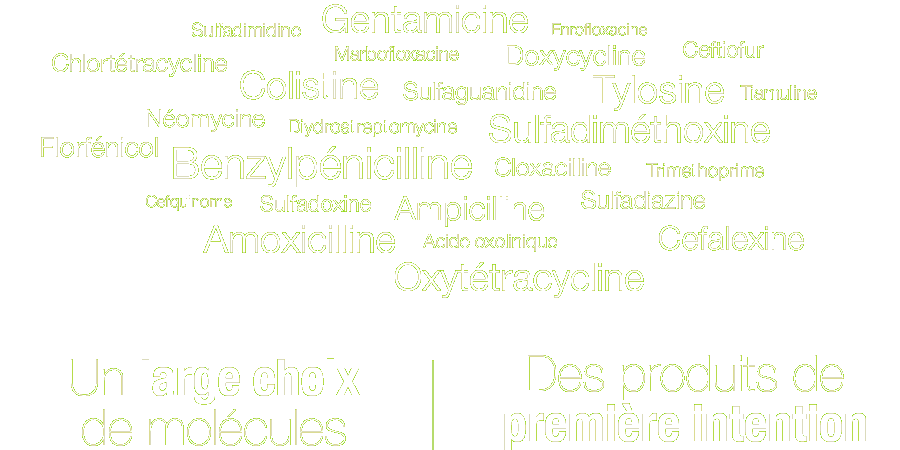 Sulfadimidine Gentamicine Enrofloxacine
Marbofloxacine Doxycycline Ceftiofur
Chlortétracycline
Colistine Sulfaguanidine Tylosine Tiamuline
Néomycine Dihydrostreptomycine Sulfadiméthoxine
Florfénicol Benzylpénicilline Cloxacilline Trimethoprime
Cefquinome Sulfadoxine Ampicilline Sulfadiazine
Amoxicilline Acide oxolinique Cefalexine
Oxytétracycline
Un large choix
de molécules
Des produits de
première intention